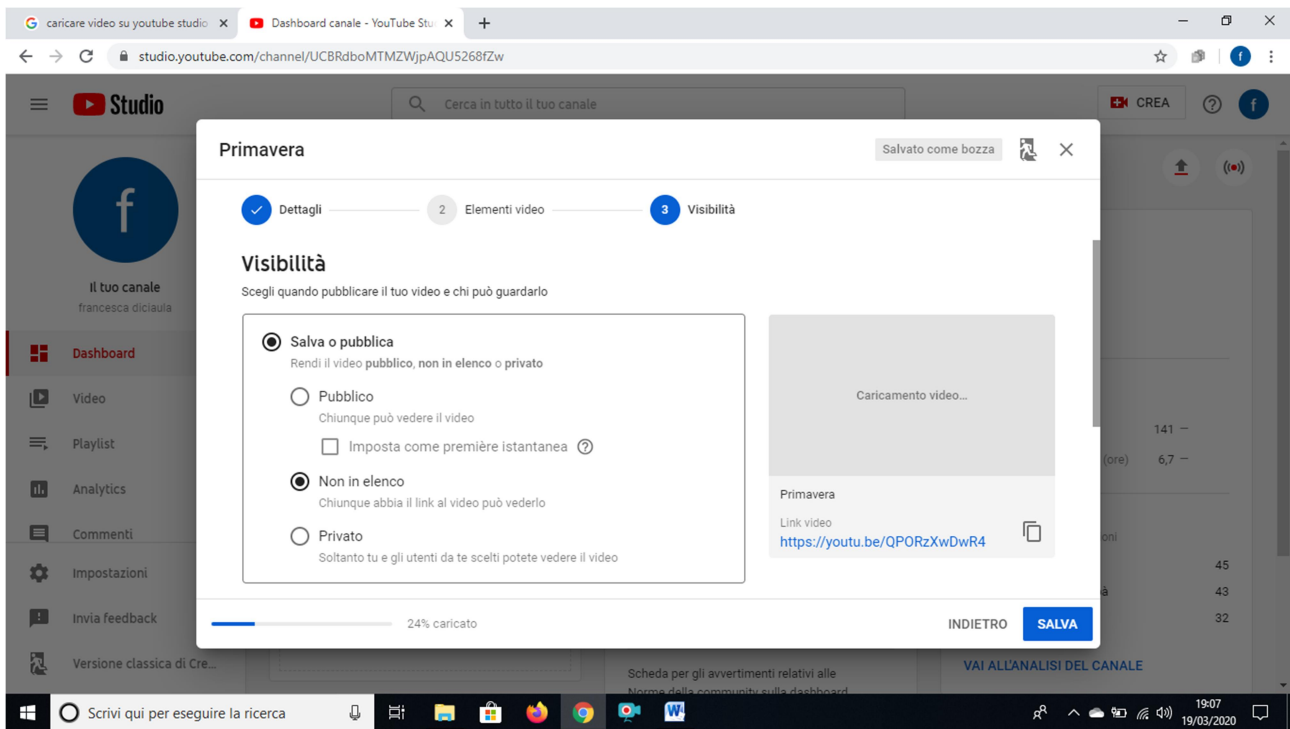 caricare video su youtube studio
Dashboard canale - YouTube Stu
studio.youtube.com/channel/UCBRdboMTMZWjpAQU5268fZw
Studio
Cerca in tutto il tuo canale
CREA
f
f
Il tuo canale
francesca diciaula
Dashboard
Video
Playlist
Analytics
Commenti
Impostazioni
Invia feedback
Versione classica di Cre...
Primavera
Salvato come bozza
Dettagli
2 Elementi video
3 Visibilità
Visibilità
Scegli quando pubblicare il tuo video e chi può guardarlo
Salva o pubblica
Rendi il video pubblico, non in elenco o privato
Pubblico
Chiunque può vedere il video
Imposta come première istantanea
Non in elenco
Chiunque abbia il link al video può vederlo
Privato
Soltanto tu e gli utenti da te scelti potete vedere il video
Caricamento video...
Primavera
Link video
https://youtu.be/QPORzXwDwR4
24% caricato
INDIETRO
SALVA
141 —
(ore) 6,7 —
oni
45
à 43
32
Scheda per gli avvertimenti relativi alle
Norme della community sulla dashboard
VAI ALL'ANALISI DEL CANALE
Scrivi qui per eseguire la ricerca
19:07
19/03/2020